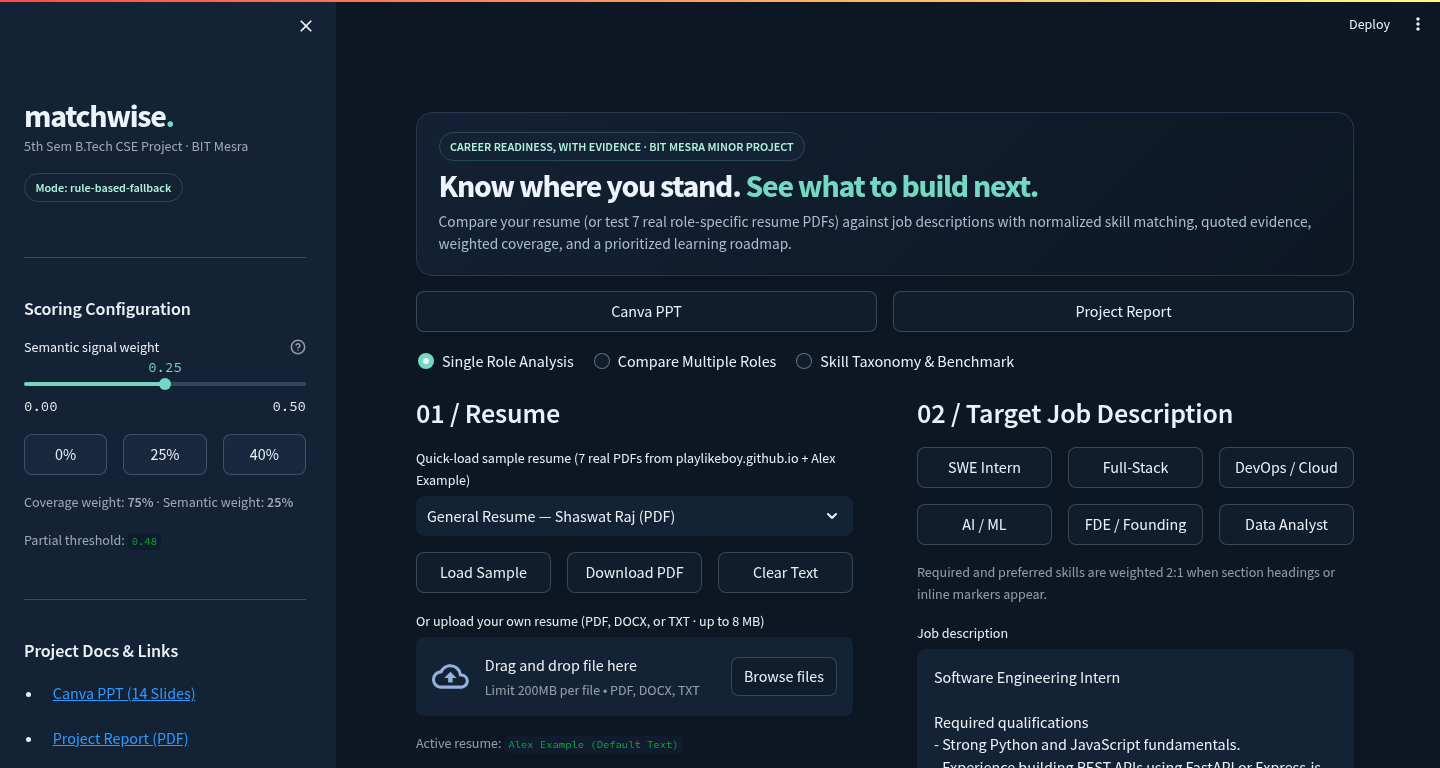 Deploy
matchwise.
5th Sem B.Tech CSE Project · BIT Mesra
Mode: rule-based-fallback
Scoring Configuration
Semantic signal weight
0.25
0.00 0.50
0% 25% 40%
Coverage weight: 75% · Semantic weight: 25%
Partial threshold: 0.48
Project Docs & Links
Canva PPT (14 Slides)
Project Report (PDF)
CAREER READINESS, WITH EVIDENCE · BIT MESRA MINOR PROJECT
Know where you stand. See what to build next.
Compare your resume (or test 7 real role-specific resume PDFs) against job descriptions with normalized skill matching, quoted evidence,
weighted coverage, and a prioritized learning roadmap.
Canva PPT Project Report
Single Role Analysis Compare Multiple Roles Skill Taxonomy & Benchmark
01 / Resume
Quick-load sample resume (7 real PDFs from playlikeboy.github.io + Alex
Example)
General Resume — Shaswat Raj (PDF)
Load Sample Download PDF Clear Text
Or upload your own resume (PDF, DOCX, or TXT · up to 8 MB)
Drag and drop file here
Limit 200MB per file • PDF, DOCX, TXT
Browse files
Active resume: Alex Example (Default Text)
02 / Target Job Description
SWE Intern Full-Stack DevOps / Cloud
AI / ML FDE / Founding Data Analyst
Required and preferred skills are weighted 2:1 when section headings or
inline markers appear.
Job description
Software Engineering Intern
Required qualifications
- Strong Python and JavaScript fundamentals.
- Experience building REST APIs using FastAPI or Express.js